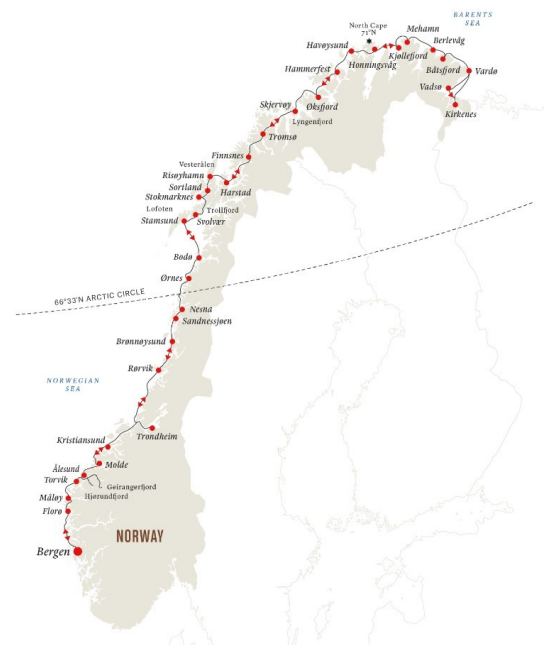 BARENTS
SEA
North Cape
71°N
Mehamn
Berlevåg
Havøysund
Kjøllefjord
Honningsvåg
Båtsfjord
Vardø
Hammerfest
Vadsø
Øksfjord
Kirkenes
Skjervøy
Lyngenfjord
Tromsø
Finnsnes
Vesterålen
Risøyhamn
Harstad
Sortland
Stokmarknes
Lofoten
Trollfjord
Stamsund
Svolvær
Bodø
Ørnes
66°33'N ARCTIC CIRCLE
Nesna
Sandnessjøen
Brønnøysund
Rørvik
NORWEGIAN
SEA
Trondheim
Kristiansund
Molde
Ålesund
Torvik
Geirangerfjord
Hjørundfjord
Måløy
Florø
NORWAY
Bergen